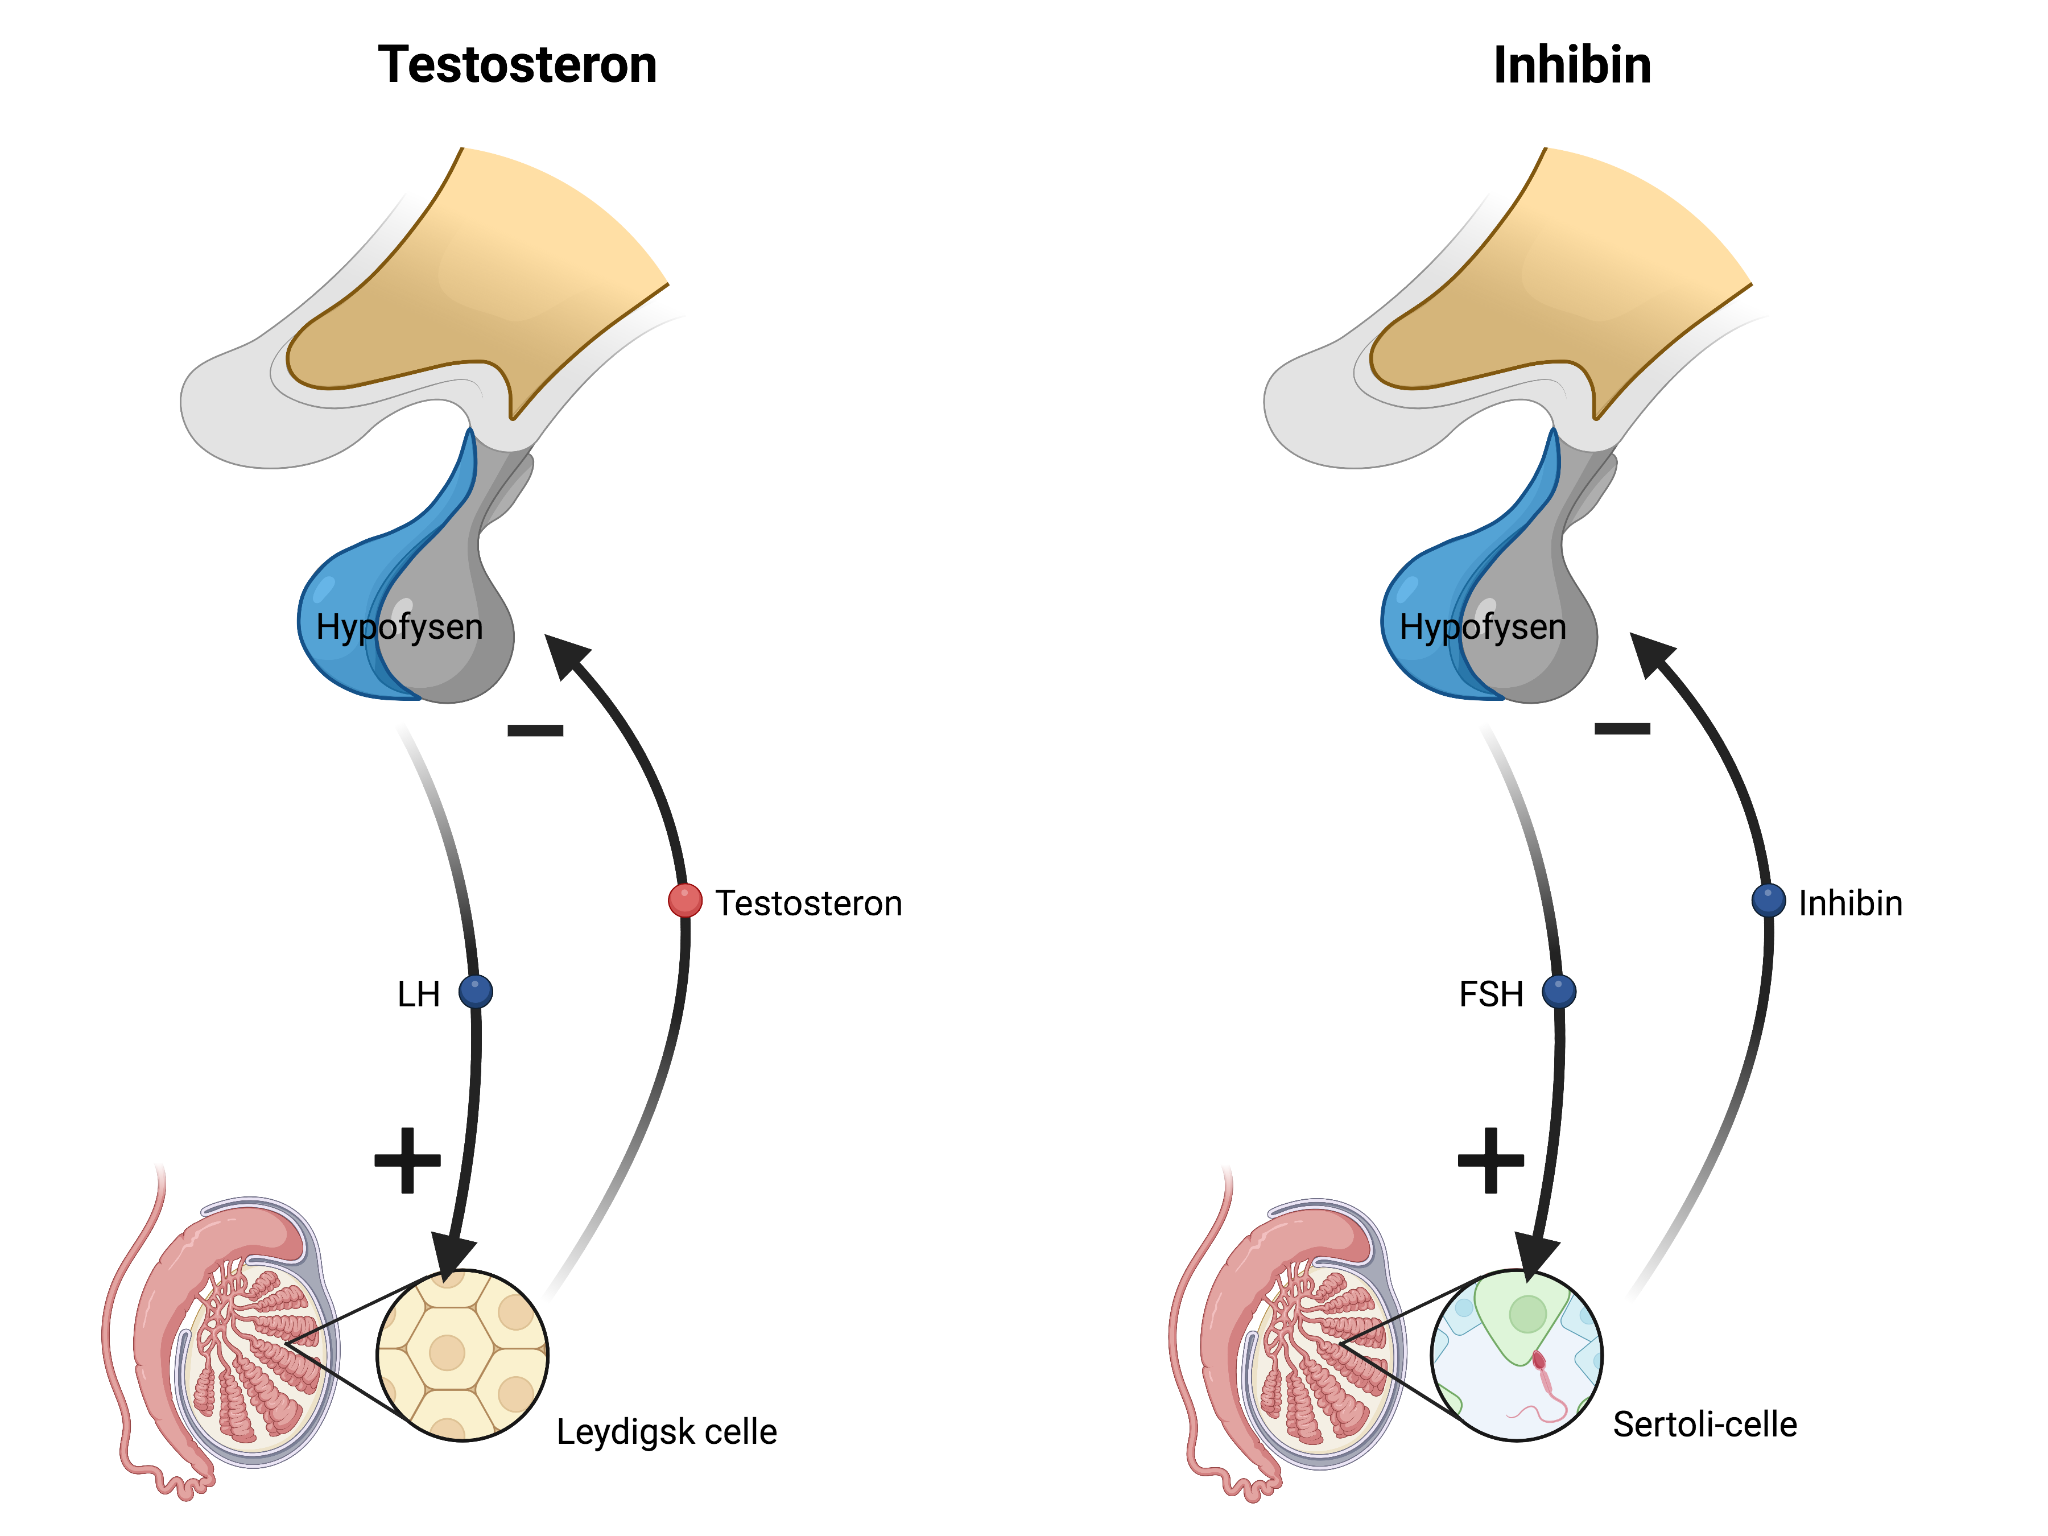 Testosteron
Hypofysen
−
Testosteron
LH
+
Leydigsk celle
Inhibin
Hypofysen
−
Inhibin
FSH
+
Sertoli-celle